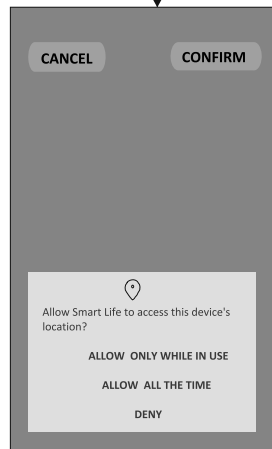 CANCEL
CONFIRM
Allow Smart Life to access this device's
location?
ALLOW ONLY WHILE IN USE
ALLOW ALL THE TIME
DENY